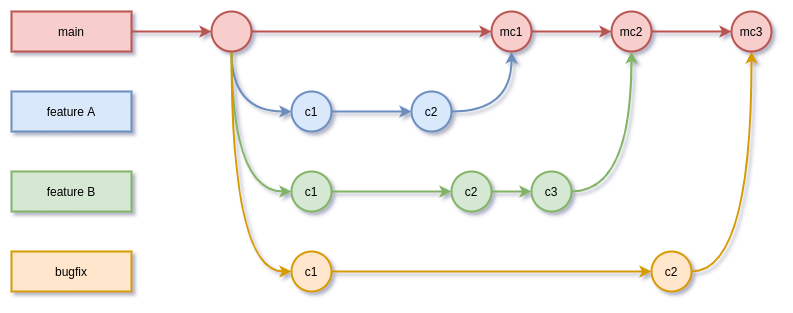 main
mc1
mc2
mc3
feature A
c1
c2
feature B
c1
c2
c3
bugfix
c1
c2